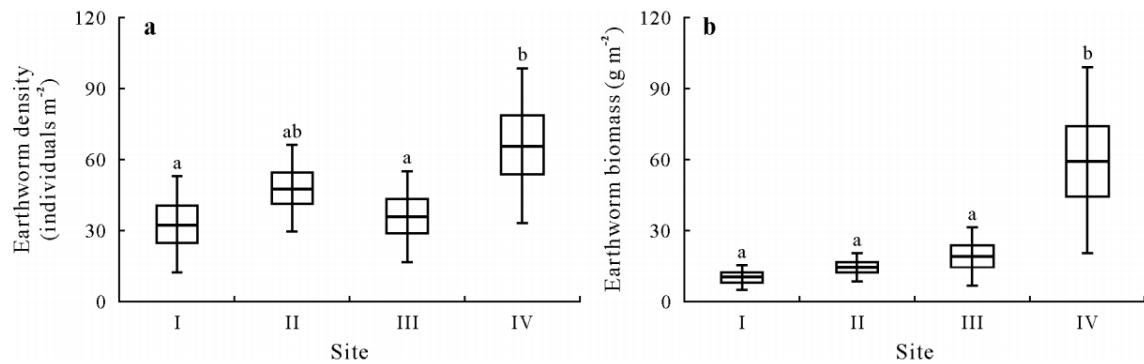 a
Earthworm density
(individuals m⁻²)
120
90
60
30
0
a
ab
a
b
I
II
III
IV
Site
b
Earthworm biomass (g m⁻²)
120
90
60
30
0
a
a
a
b
I
II
III
IV
Site